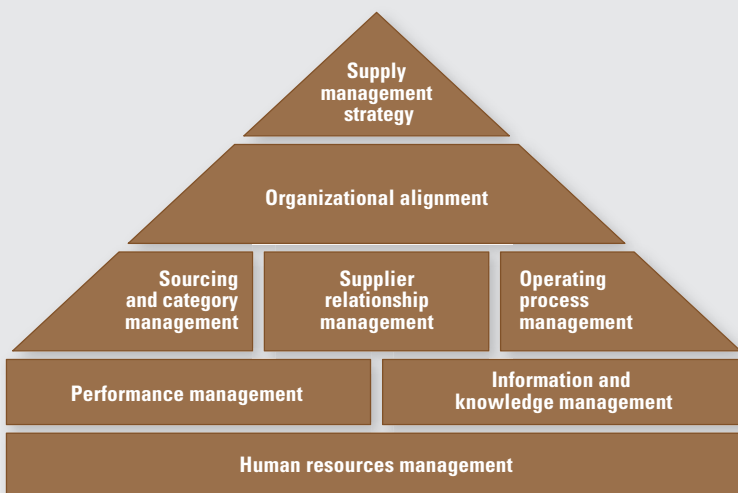 Supply
management
strategy
Organizational alignment
Sourcing
and category
management
Supplier
relationship
management
Operating
process
management
Performance management
Information and
knowledge management
Human resources management